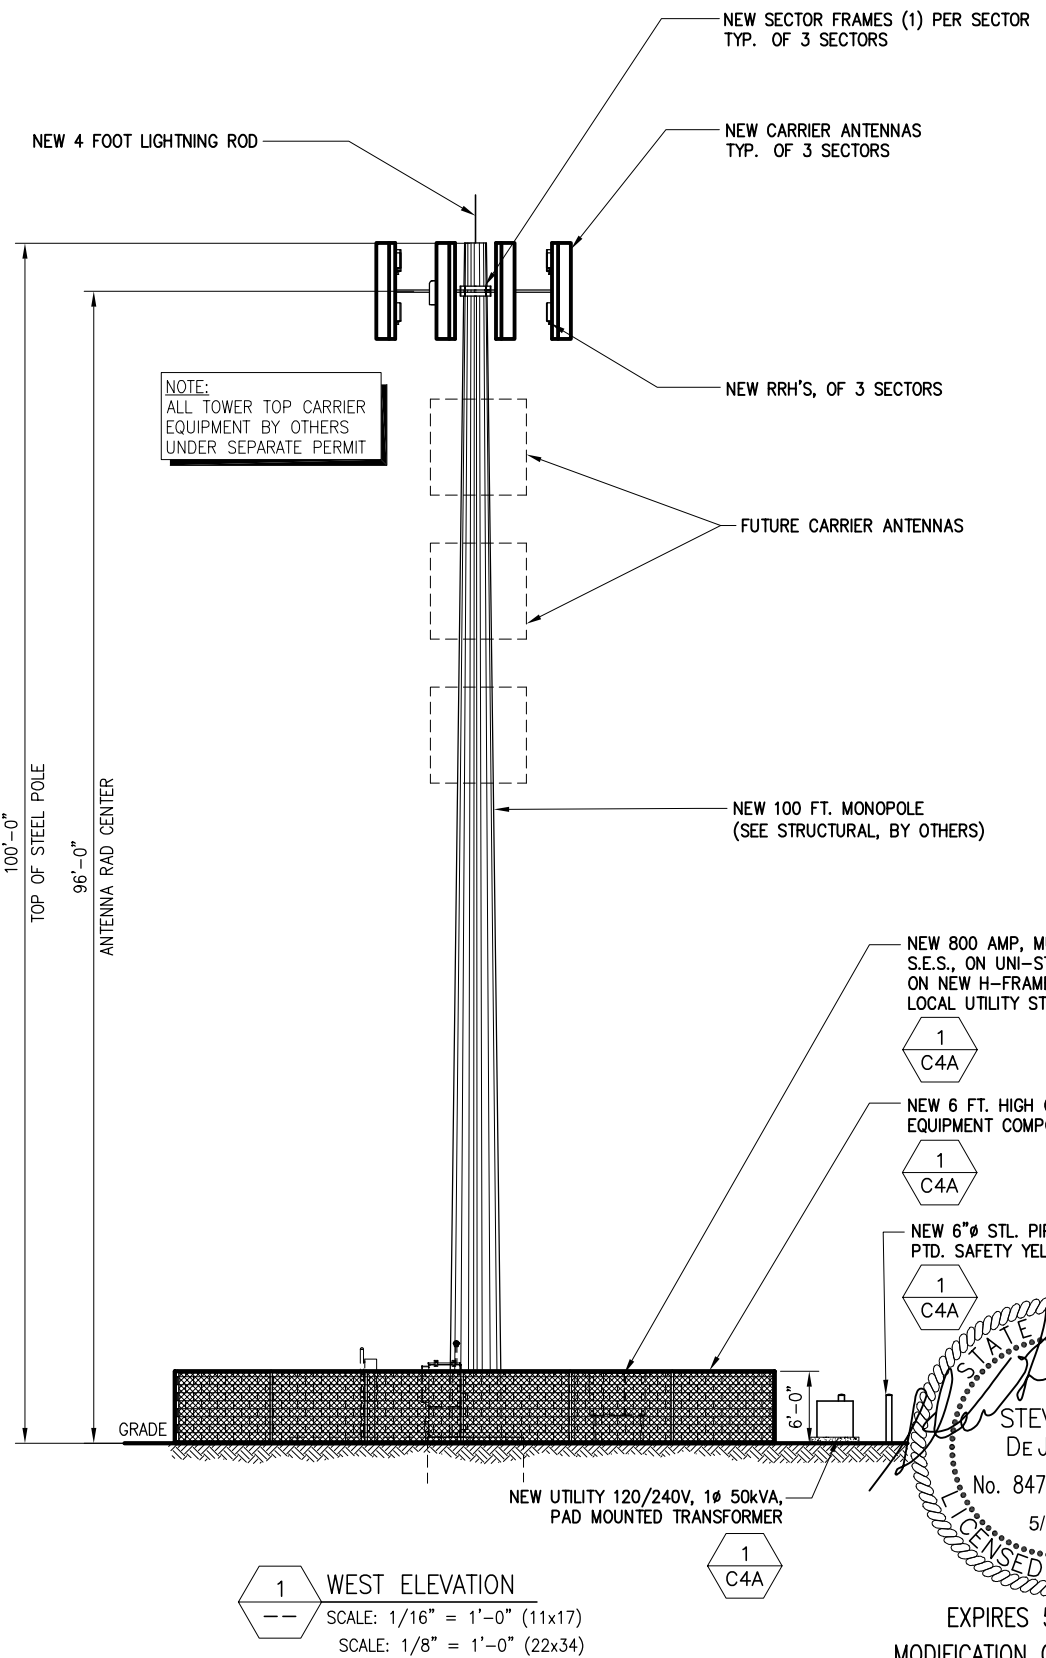 NEW SECTOR FRAMES (1) PER SECTOR
TYP. OF 3 SECTORS
NEW 4 FOOT LIGHTNING ROD
NEW CARRIER ANTENNAS
TYP. OF 3 SECTORS
NOTE:
ALL TOWER TOP CARRIER
EQUIPMENT BY OTHERS
UNDER SEPARATE PERMIT
NEW RRH'S, OF 3 SECTORS
FUTURE CARRIER ANTENNAS
100'-0"
TOP OF STEEL POLE
96'-0"
ANTENNA RAD CENTER
NEW 100 FT. MONOPOLE
(SEE STRUCTURAL, BY OTHERS)
NEW 800 AMP,
S.E.S., ON
ON NEW
LOCAL UTILITY
1
C4A
NEW 6 FT. HIGH
EQUIPMENT
1
C4A
NEW 6"ø STL.
PTD. SAFETY
1
C4A
GRADE
6'-0"
STATE
No. 847
5/
LICENSED
NEW UTILITY 120/240V, 1ø 50kVA,
PAD MOUNTED TRANSFORMER
1
C4A
1
--
WEST ELEVATION
SCALE: 1/16" = 1'-0" (11x17)
SCALE: 1/8" = 1'-0" (22x34)
EXPIRES 5
MODIFICATION